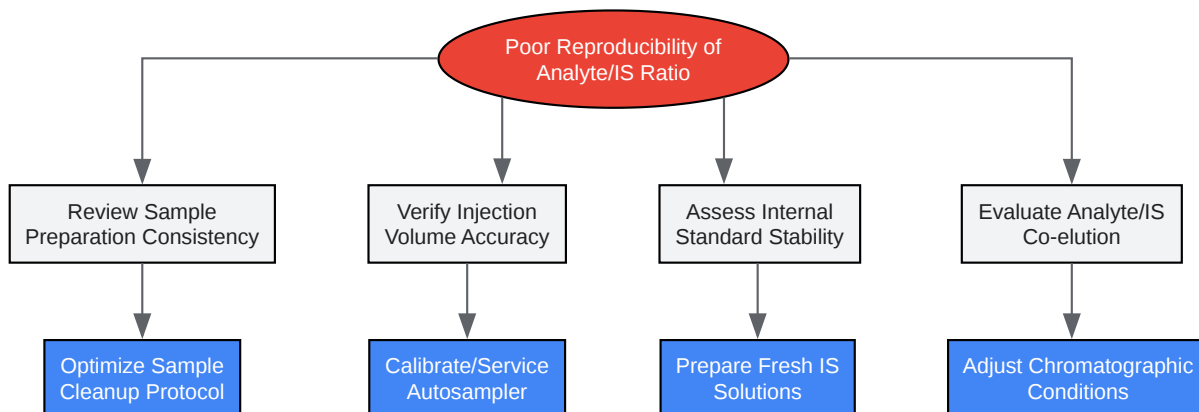 Poor Reproducibility of
Analyte/IS Ratio
Review Sample
Preparation Consistency
Verify Injection
Volume Accuracy
Assess Internal
Standard Stability
Evaluate Analyte/IS
Co-elution
Optimize Sample
Cleanup Protocol
Calibrate/Service
Autosampler
Prepare Fresh IS
Solutions
Adjust Chromatographic
Conditions